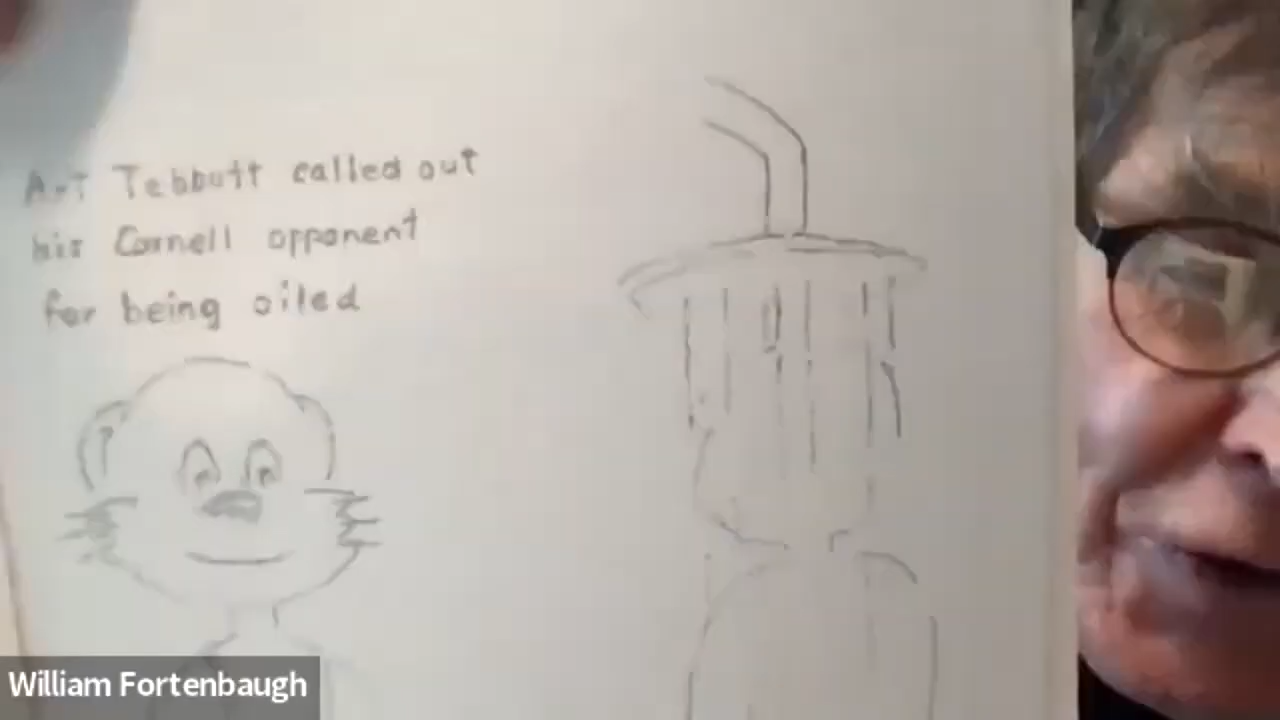 Art Tebbutt called out
his Cornell opponent
for being oiled
William Fortenbaugh